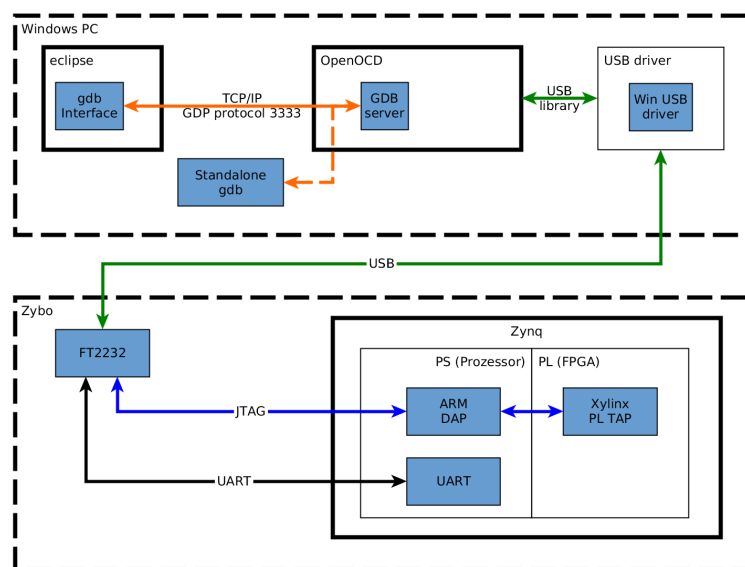 Windows PC
eclipse
OpenOCD
USB driver
gdb
Interface
TCP/IP
GDP protocol 3333
GDB
server
USB
library
Win USB
driver
Standalone
gdb
USB
Zybo
Zynq
FT2232
PS (Prozessor)
PL (FPGA)
JTAG
ARM
DAP
Xylinx
PL TAP
UART
UART